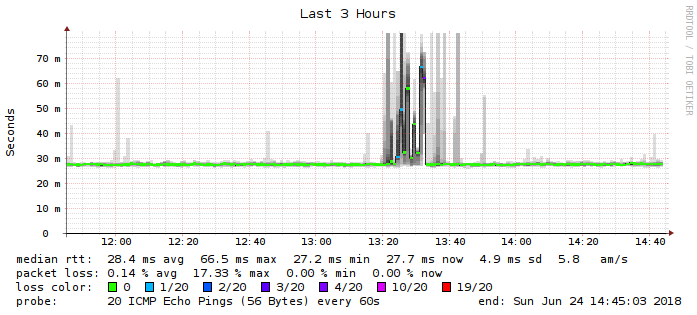 Last 3 Hours
RRDTOOL / TOBI OETIKER
Seconds
70 m
60 m
50 m
40 m
30 m
20 m
10 m
0
12:00 12:20 12:40 13:00 13:20 13:40 14:00 14:20 14:40
median rtt: 28.4 ms avg 66.5 ms max 27.2 ms min 27.7 ms now 4.9 ms sd 5.8 am/s
packet loss: 0.14 % avg 17.33 % max 0.00 % min 0.00 % now
loss color: 0 1/20 2/20 3/20 4/20 10/20 19/20
probe: 20 ICMP Echo Pings (56 Bytes) every 60s end: Sun Jun 24 14:45:03 2018